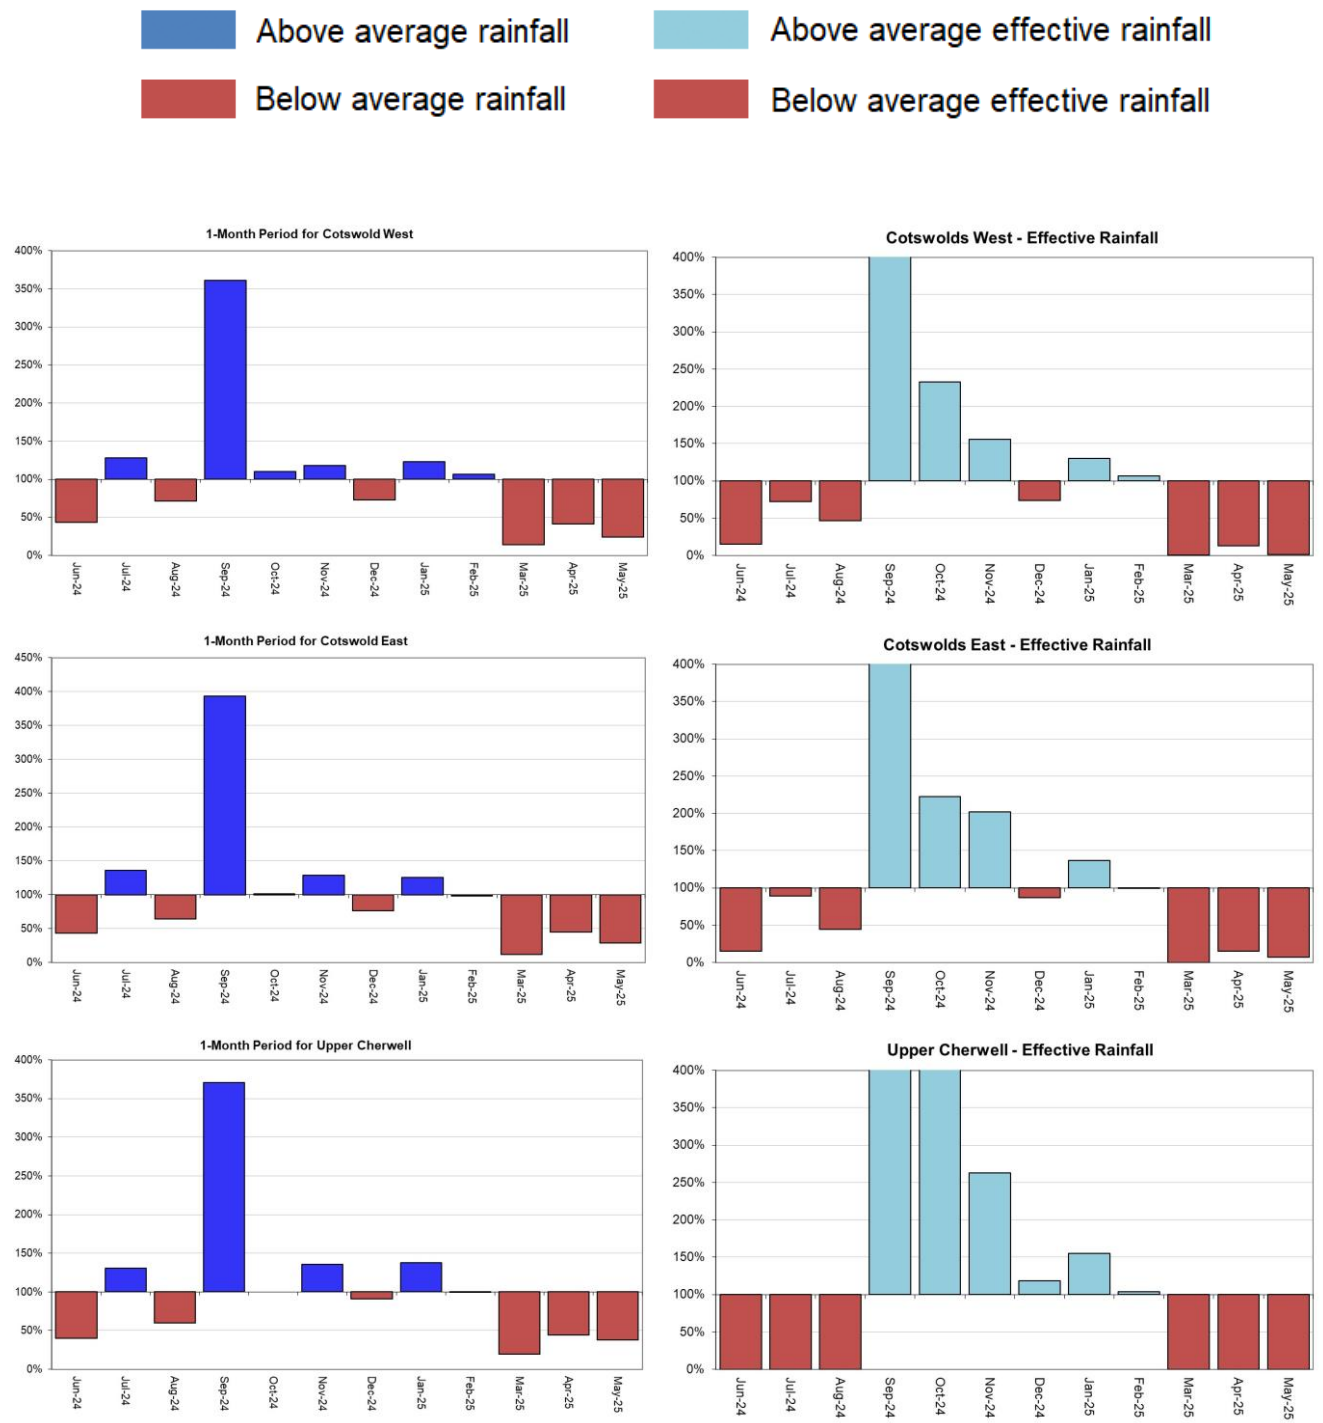 Above average rainfall
Above average effective rainfall
Below average rainfall
Below average effective rainfall
1-Month Period for Cotswold West
400%
350%
300%
250%
200%
150%
100%
50%
0%
Jun-24
Jul-24
Aug-24
Sep-24
Oct-24
Nov-24
Dec-24
Jan-25
Feb-25
Mar-25
Apr-25
May-25
Cotswolds West - Effective Rainfall
400%
350%
300%
250%
200%
150%
100%
50%
0%
Jun-24
Jul-24
Aug-24
Sep-24
Oct-24
Nov-24
Dec-24
Jan-25
Feb-25
Mar-25
Apr-25
May-25
1-Month Period for Cotswold East
450%
400%
350%
300%
250%
200%
150%
100%
50%
0%
Jun-24
Jul-24
Aug-24
Sep-24
Oct-24
Nov-24
Dec-24
Jan-25
Feb-25
Mar-25
Apr-25
May-25
Cotswolds East - Effective Rainfall
400%
350%
300%
250%
200%
150%
100%
50%
0%
Jun-24
Jul-24
Aug-24
Sep-24
Oct-24
Nov-24
Dec-24
Jan-25
Feb-25
Mar-25
Apr-25
May-25
1-Month Period for Upper Cherwell
400%
350%
300%
250%
200%
150%
100%
50%
0%
Jun-24
Jul-24
Aug-24
Sep-24
Oct-24
Nov-24
Dec-24
Jan-25
Feb-25
Mar-25
Apr-25
May-25
Upper Cherwell - Effective Rainfall
400%
350%
300%
250%
200%
150%
100%
50%
0%
Jun-24
Jul-24
Aug-24
Sep-24
Oct-24
Nov-24
Dec-24
Jan-25
Feb-25
Mar-25
Apr-25
May-25